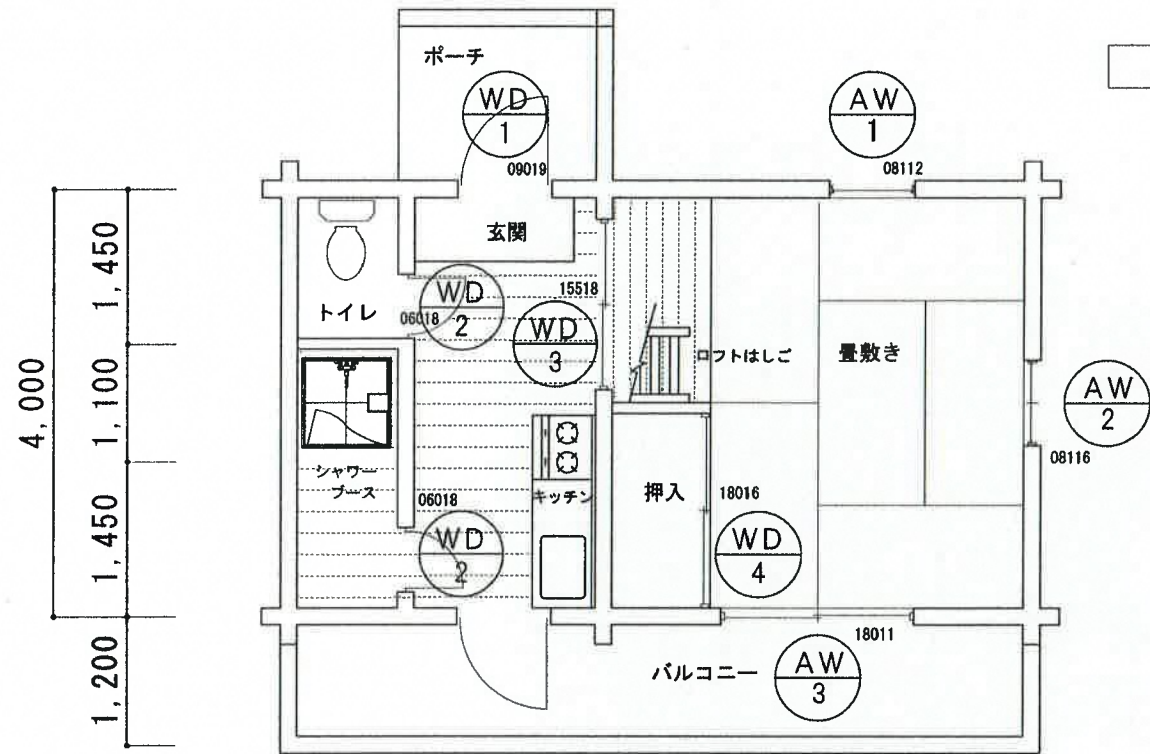 ポーチ
WD
1
AW
1
09019
08112
玄関
トイレ
WD
2
06018
15518
WD
3
ロフトはしご
畳敷き
AW
2
08116
シャワー
ブース
06018
キッチン
押入
18016
WD
2
WD
4
18011
バルコニー
AW
3
4,000
1,450
1,100
1,450
1,200